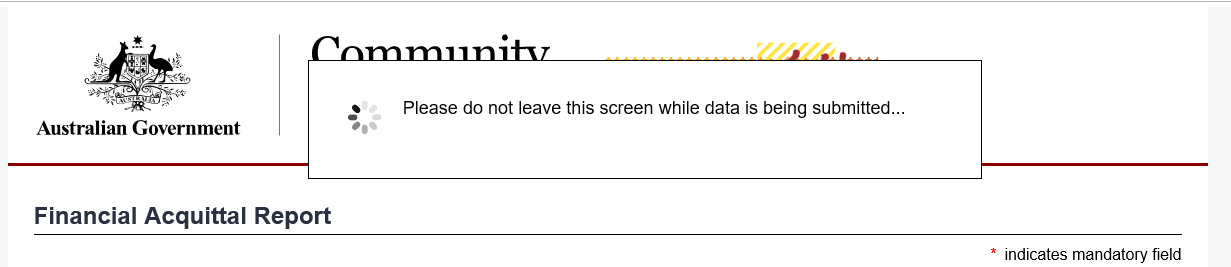 Community
AUSTRALIA
Australian Government
Please do not leave this screen while data is being submitted...
Financial Acquittal Report
* indicates mandatory field